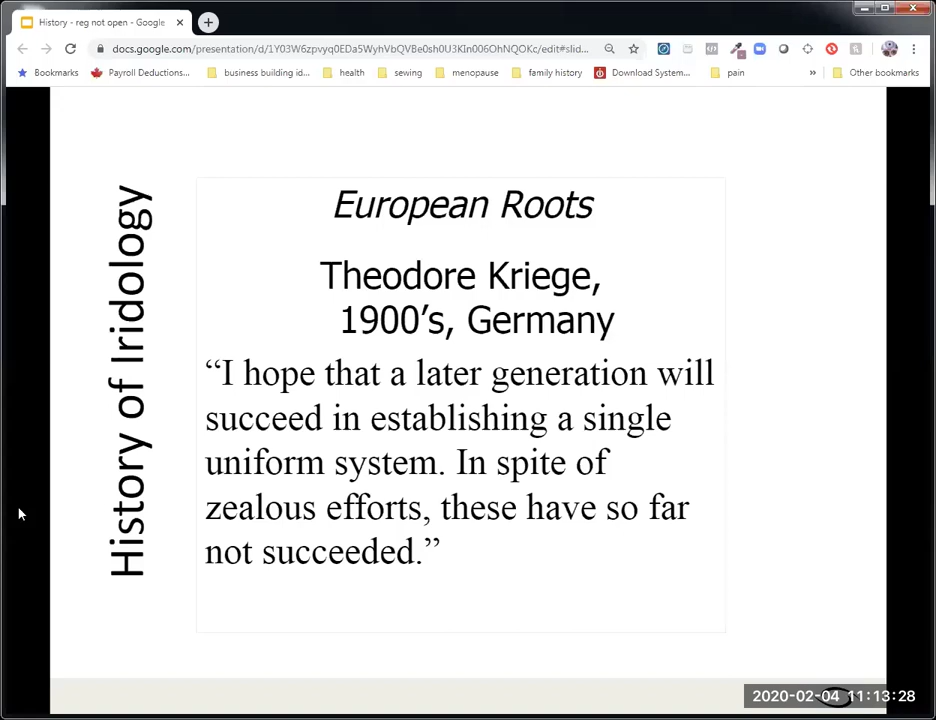 History - reg not open - Google
docs.google.com/presentation/d/1Y03W6zpvyq0EDa5WyhVbQVBe0sh0U3KIn006OhNQOKc/edit#slid...
Bookmarks
Payroll Deductions...
business building id...
health
sewing
menopause
family history
Download System...
pain
»
Other bookmarks
History of Iridology
European Roots
Theodore Kriege,
1900’s, Germany
“I hope that a later generation will
succeed in establishing a single
uniform system. In spite of
zealous efforts, these have so far
not succeeded.”
2020-02-04 11:13:28